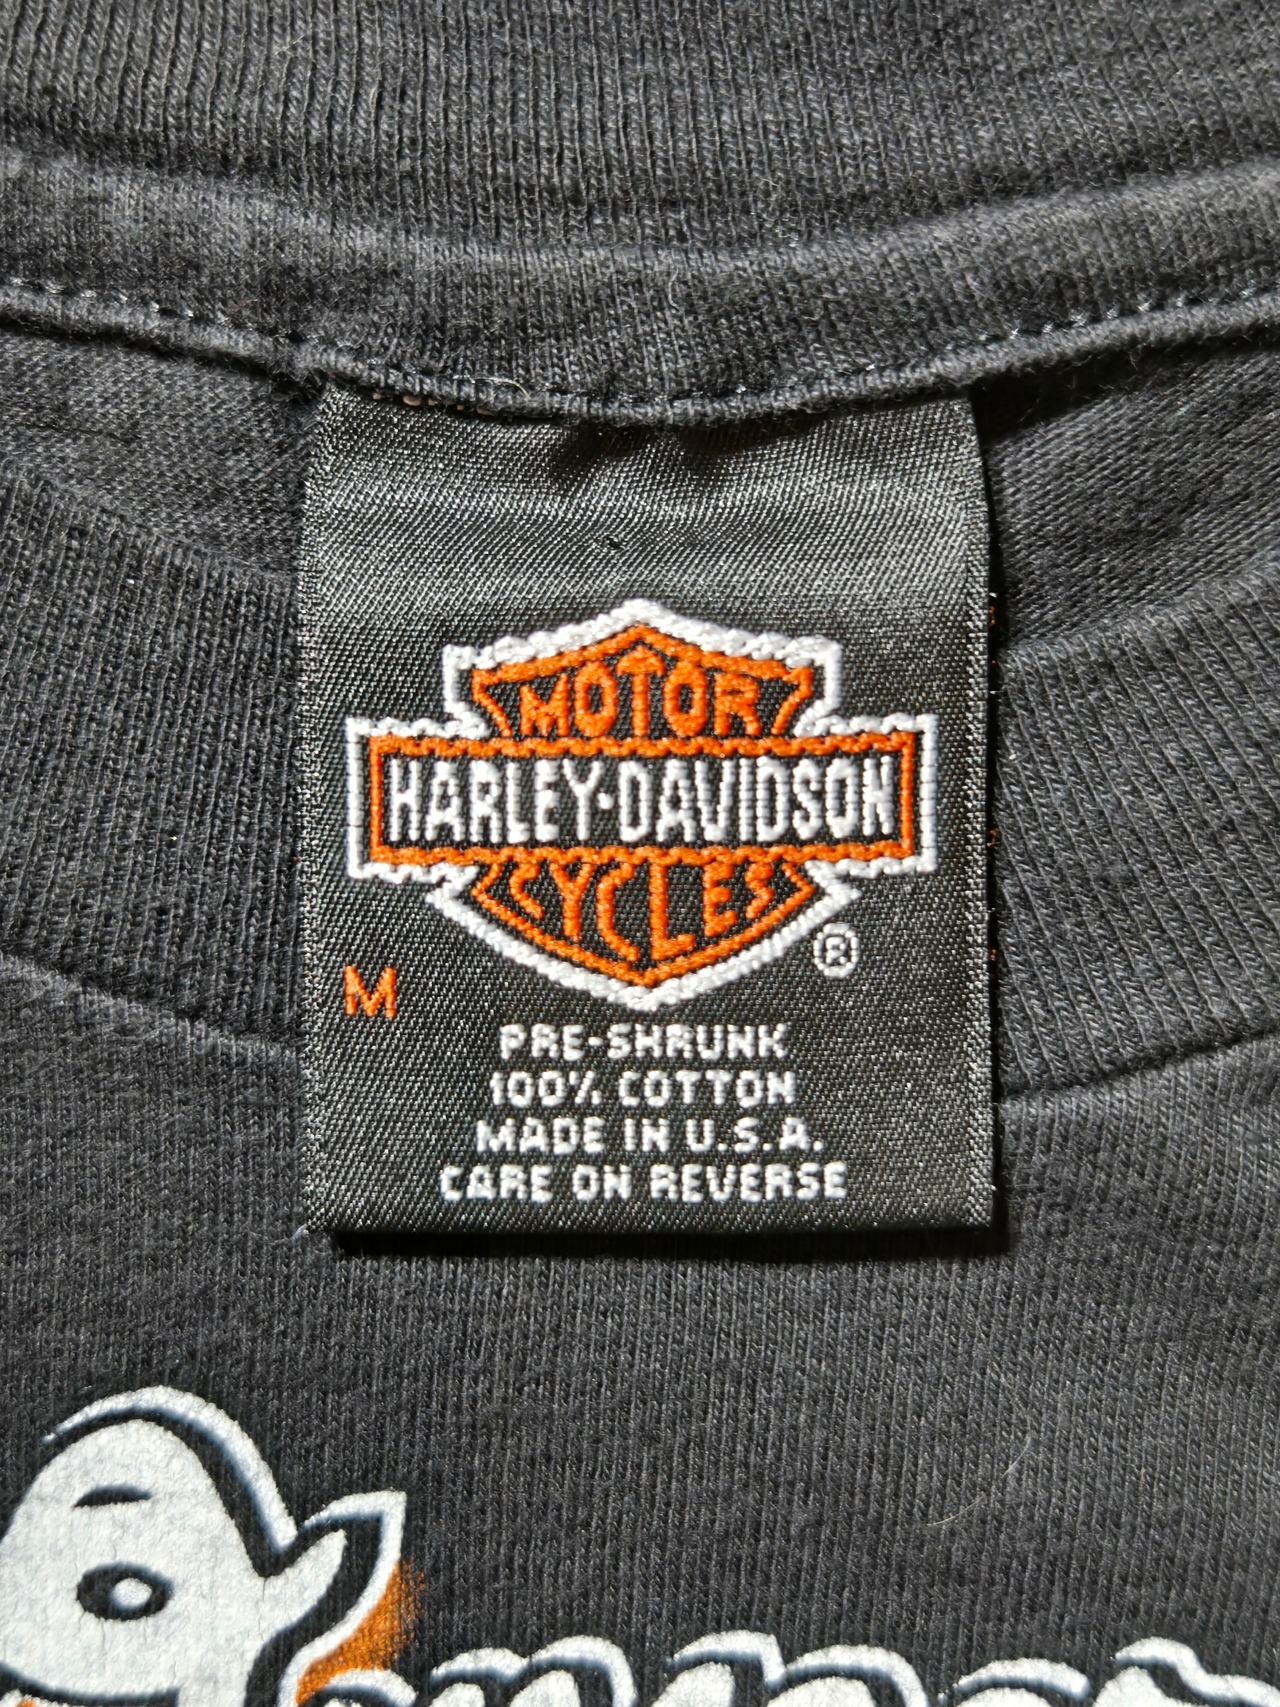 MOTOR
HARLEY-DAVIDSON
CYCLES
®
M
PRE-SHRUNK
100% COTTON
MADE IN U.S.A.
CARE ON REVERSE